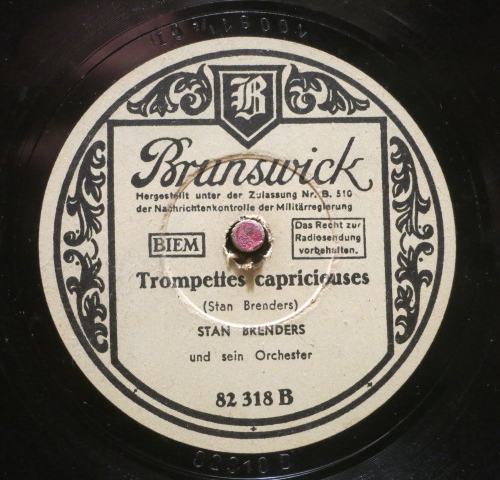 B
Brunswick
Hergestellt unter der Zulassung Nr. B. 510
der Nachrichtenkontrolle der Militärregierung
BIEM
Das Recht zur
Radiosendung
vorbehalten.
Trompettes capricieuses
(Stan Brenders)
STAN BRENDERS
und sein Orchester
82 318 B